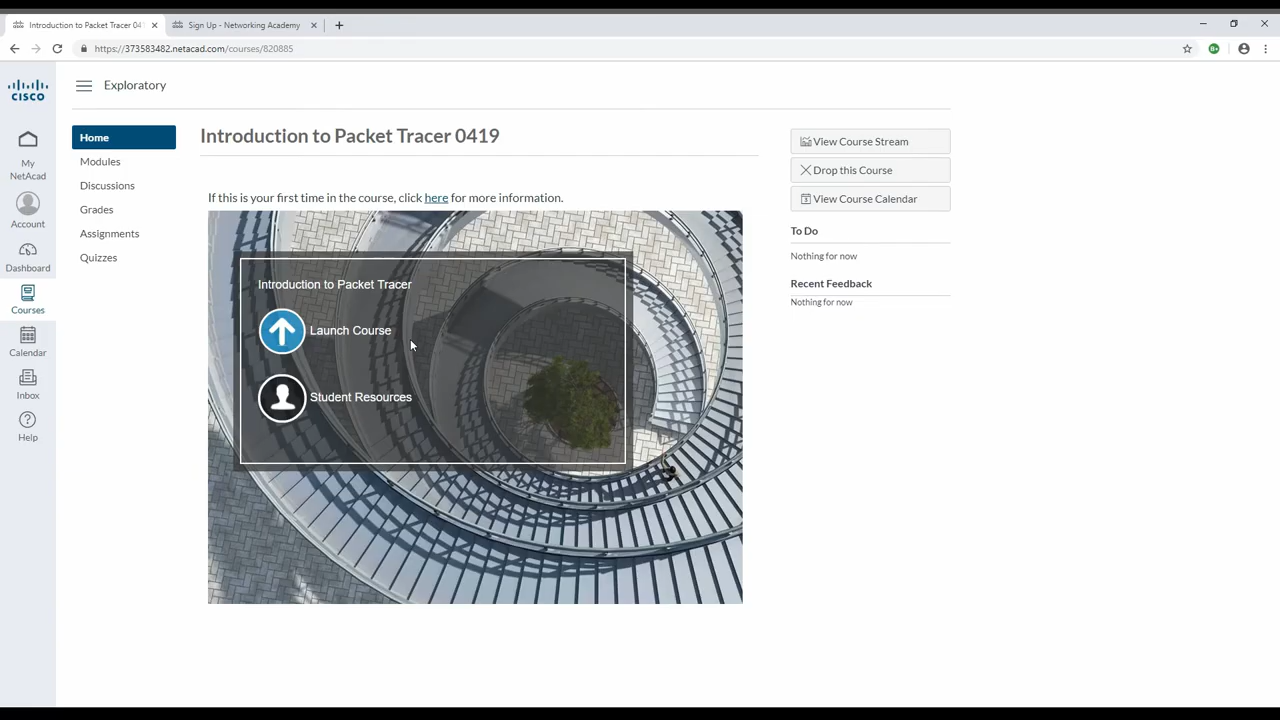 Introduction to Packet Tracer 041
Sign Up - Networking Academy
https://373583482.netacad.com/courses/820885
CISCO
Exploratory
My NetAcad
Account
Dashboard
Courses
Calendar
Inbox
Help
Home
Modules
Discussions
Grades
Assignments
Quizzes
Introduction to Packet Tracer 0419
If this is your first time in the course, click here for more information.
Introduction to Packet Tracer
Launch Course
Student Resources
View Course Stream
Drop this Course
View Course Calendar
To Do
Nothing for now
Recent Feedback
Nothing for now